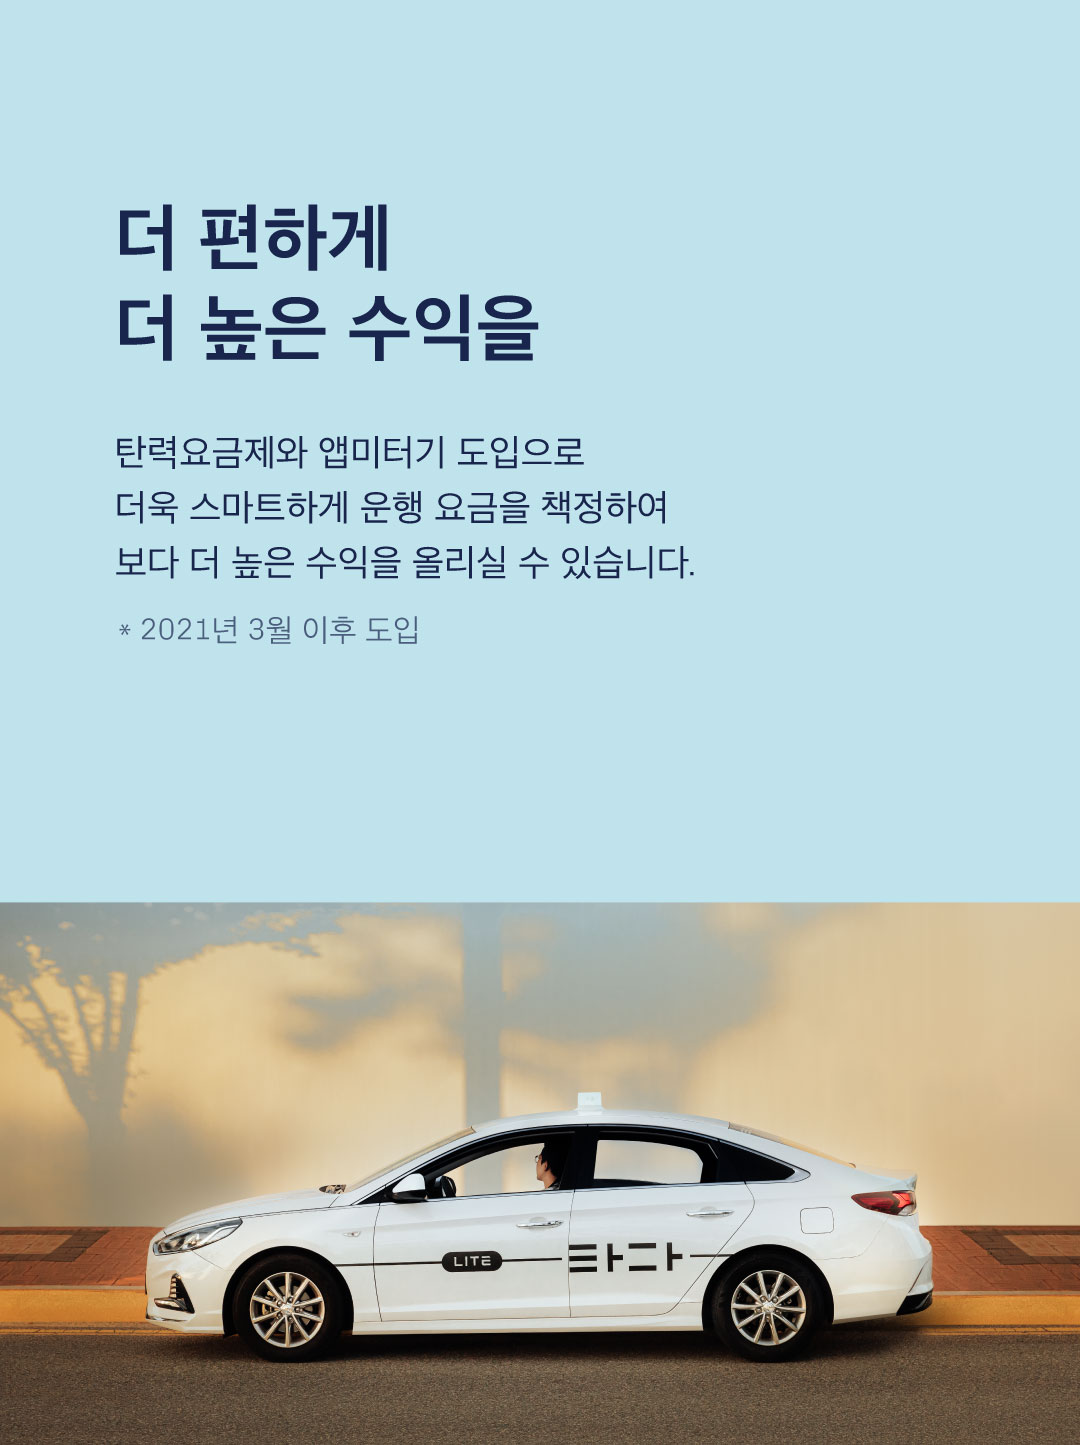 더 편하게
더 높은 수익을
탄력요금제와 앱미터기 도입으로
더욱 스마트하게 운행 요금을 책정하여
보다 더 높은 수익을 올리실 수 있습니다.
* 2021년 3월 이후 도입
LITE 타다